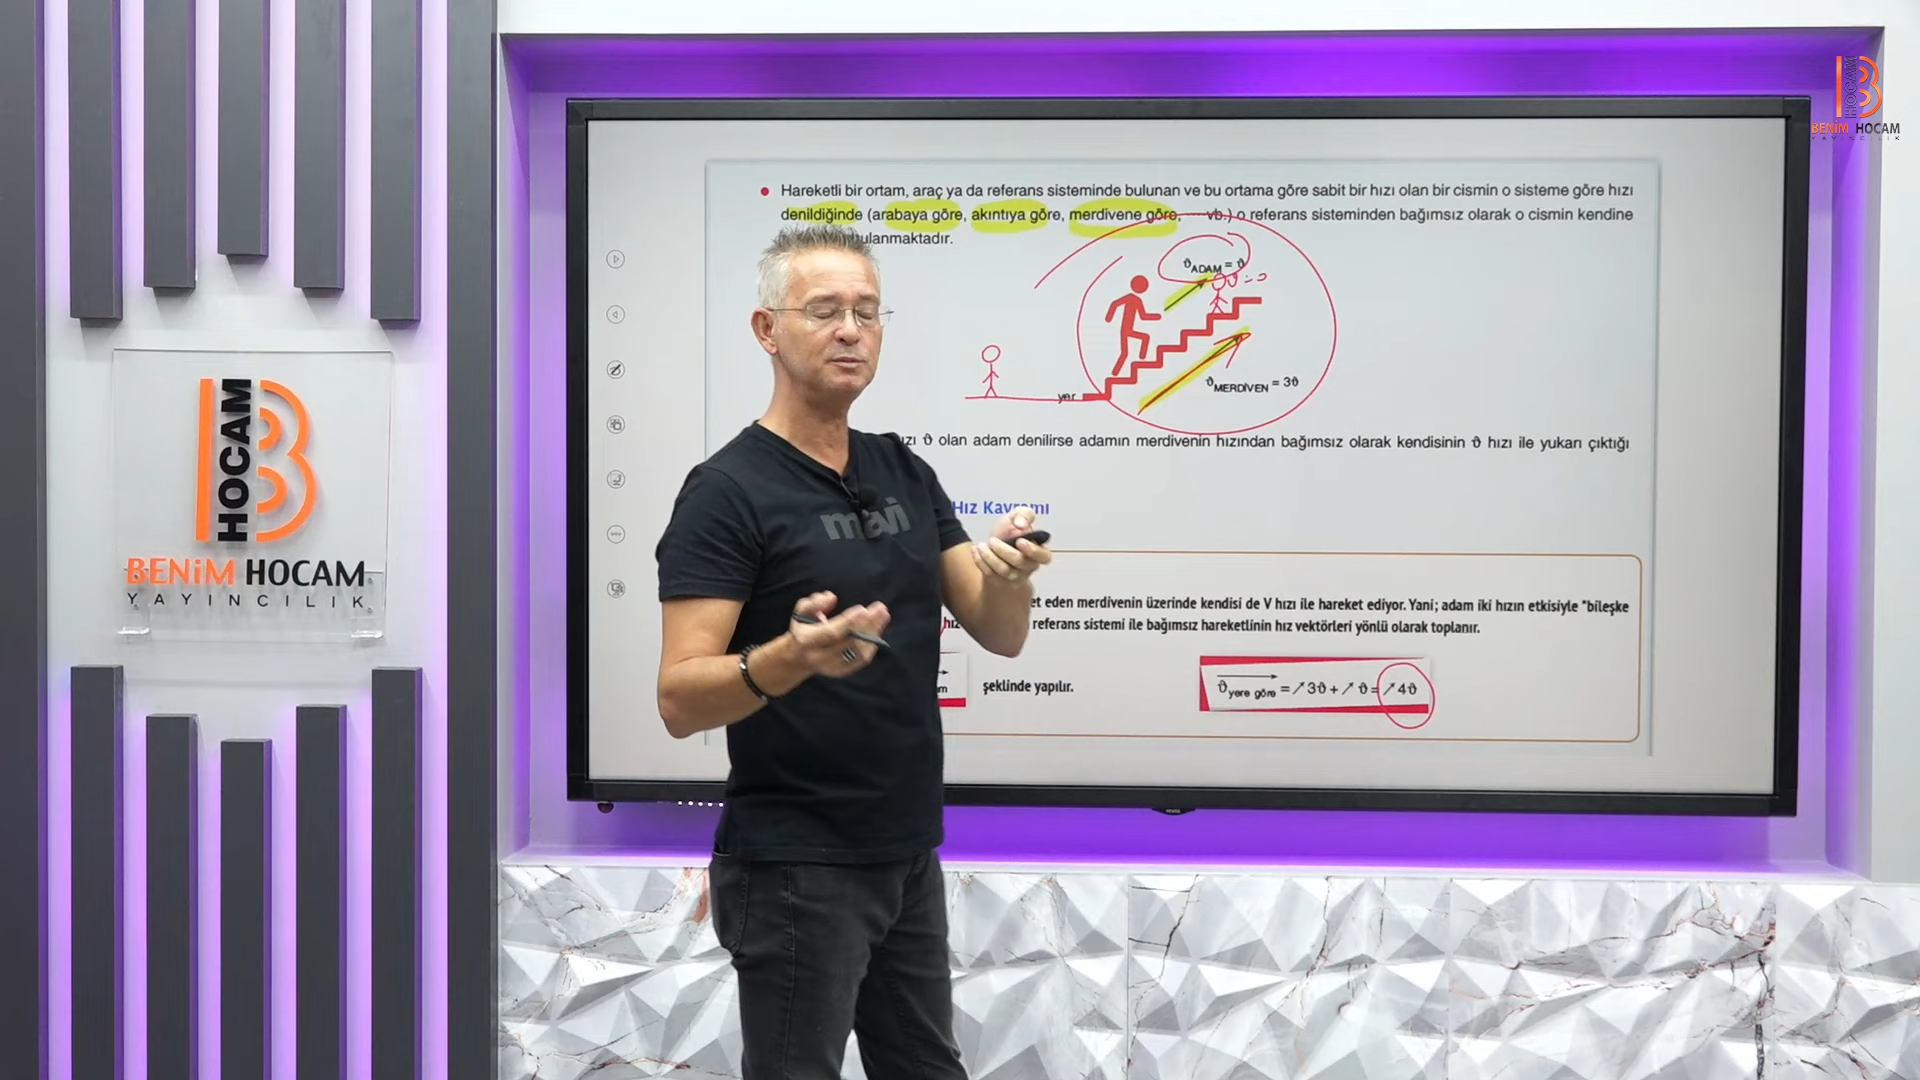 BENİM HOCAM
YAYINCILIK
HOCAM
BENİM HOCAM
YAYINCILIK
Hareketli bir ortam, araç ya da referans sisteminde bulunan ve bu ortama göre sabit bir hızı olan bir cismin o sisteme göre hızı
denildiğinde (arabaya göre, akıntıya göre, merdivene göre, vb.) o referans sisteminden bağımsız olarak o cismin kendine
ulanmaktadır.
ϑADAM = ϑ
ϑMERDİVEN = 3ϑ
yer
ızı ϑ olan adam denilirse adamın merdivenin hızından bağımsız olarak kendisinin ϑ hızı ile yukarı çıktığı
Hız Kavramı
et eden merdivenin üzerinde kendisi de V hızı ile hareket ediyor. Yani; adam iki hızın etkisiyle "bileşke
hız referans sistemi ile bağımsız hareketlinin hız vektörleri yönlü olarak toplanır.
m şeklinde yapılır.
ϑyere göre = ↗3ϑ + ↗ϑ = ↗4ϑ
mavi